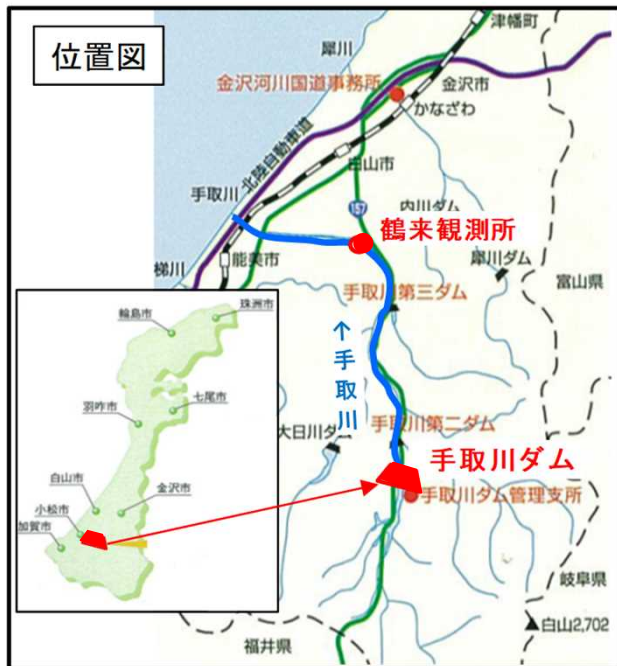 位置図
津幡町
犀川
金沢河川国道事務所
金沢市
かなざわ
北陸自動車道
白山市
手取川
157
内川ダム
鶴来観測所
犀川ダム
能美市
梯川
富山県
手取川第三ダム
↑手取川
手取川第二ダム
大日川ダム
手取川ダム
手取川ダム管理支所
岐阜県
白山2,702
福井県
珠洲市
輪島市
七尾市
羽咋市
白山市
金沢市
小松市
加賀市